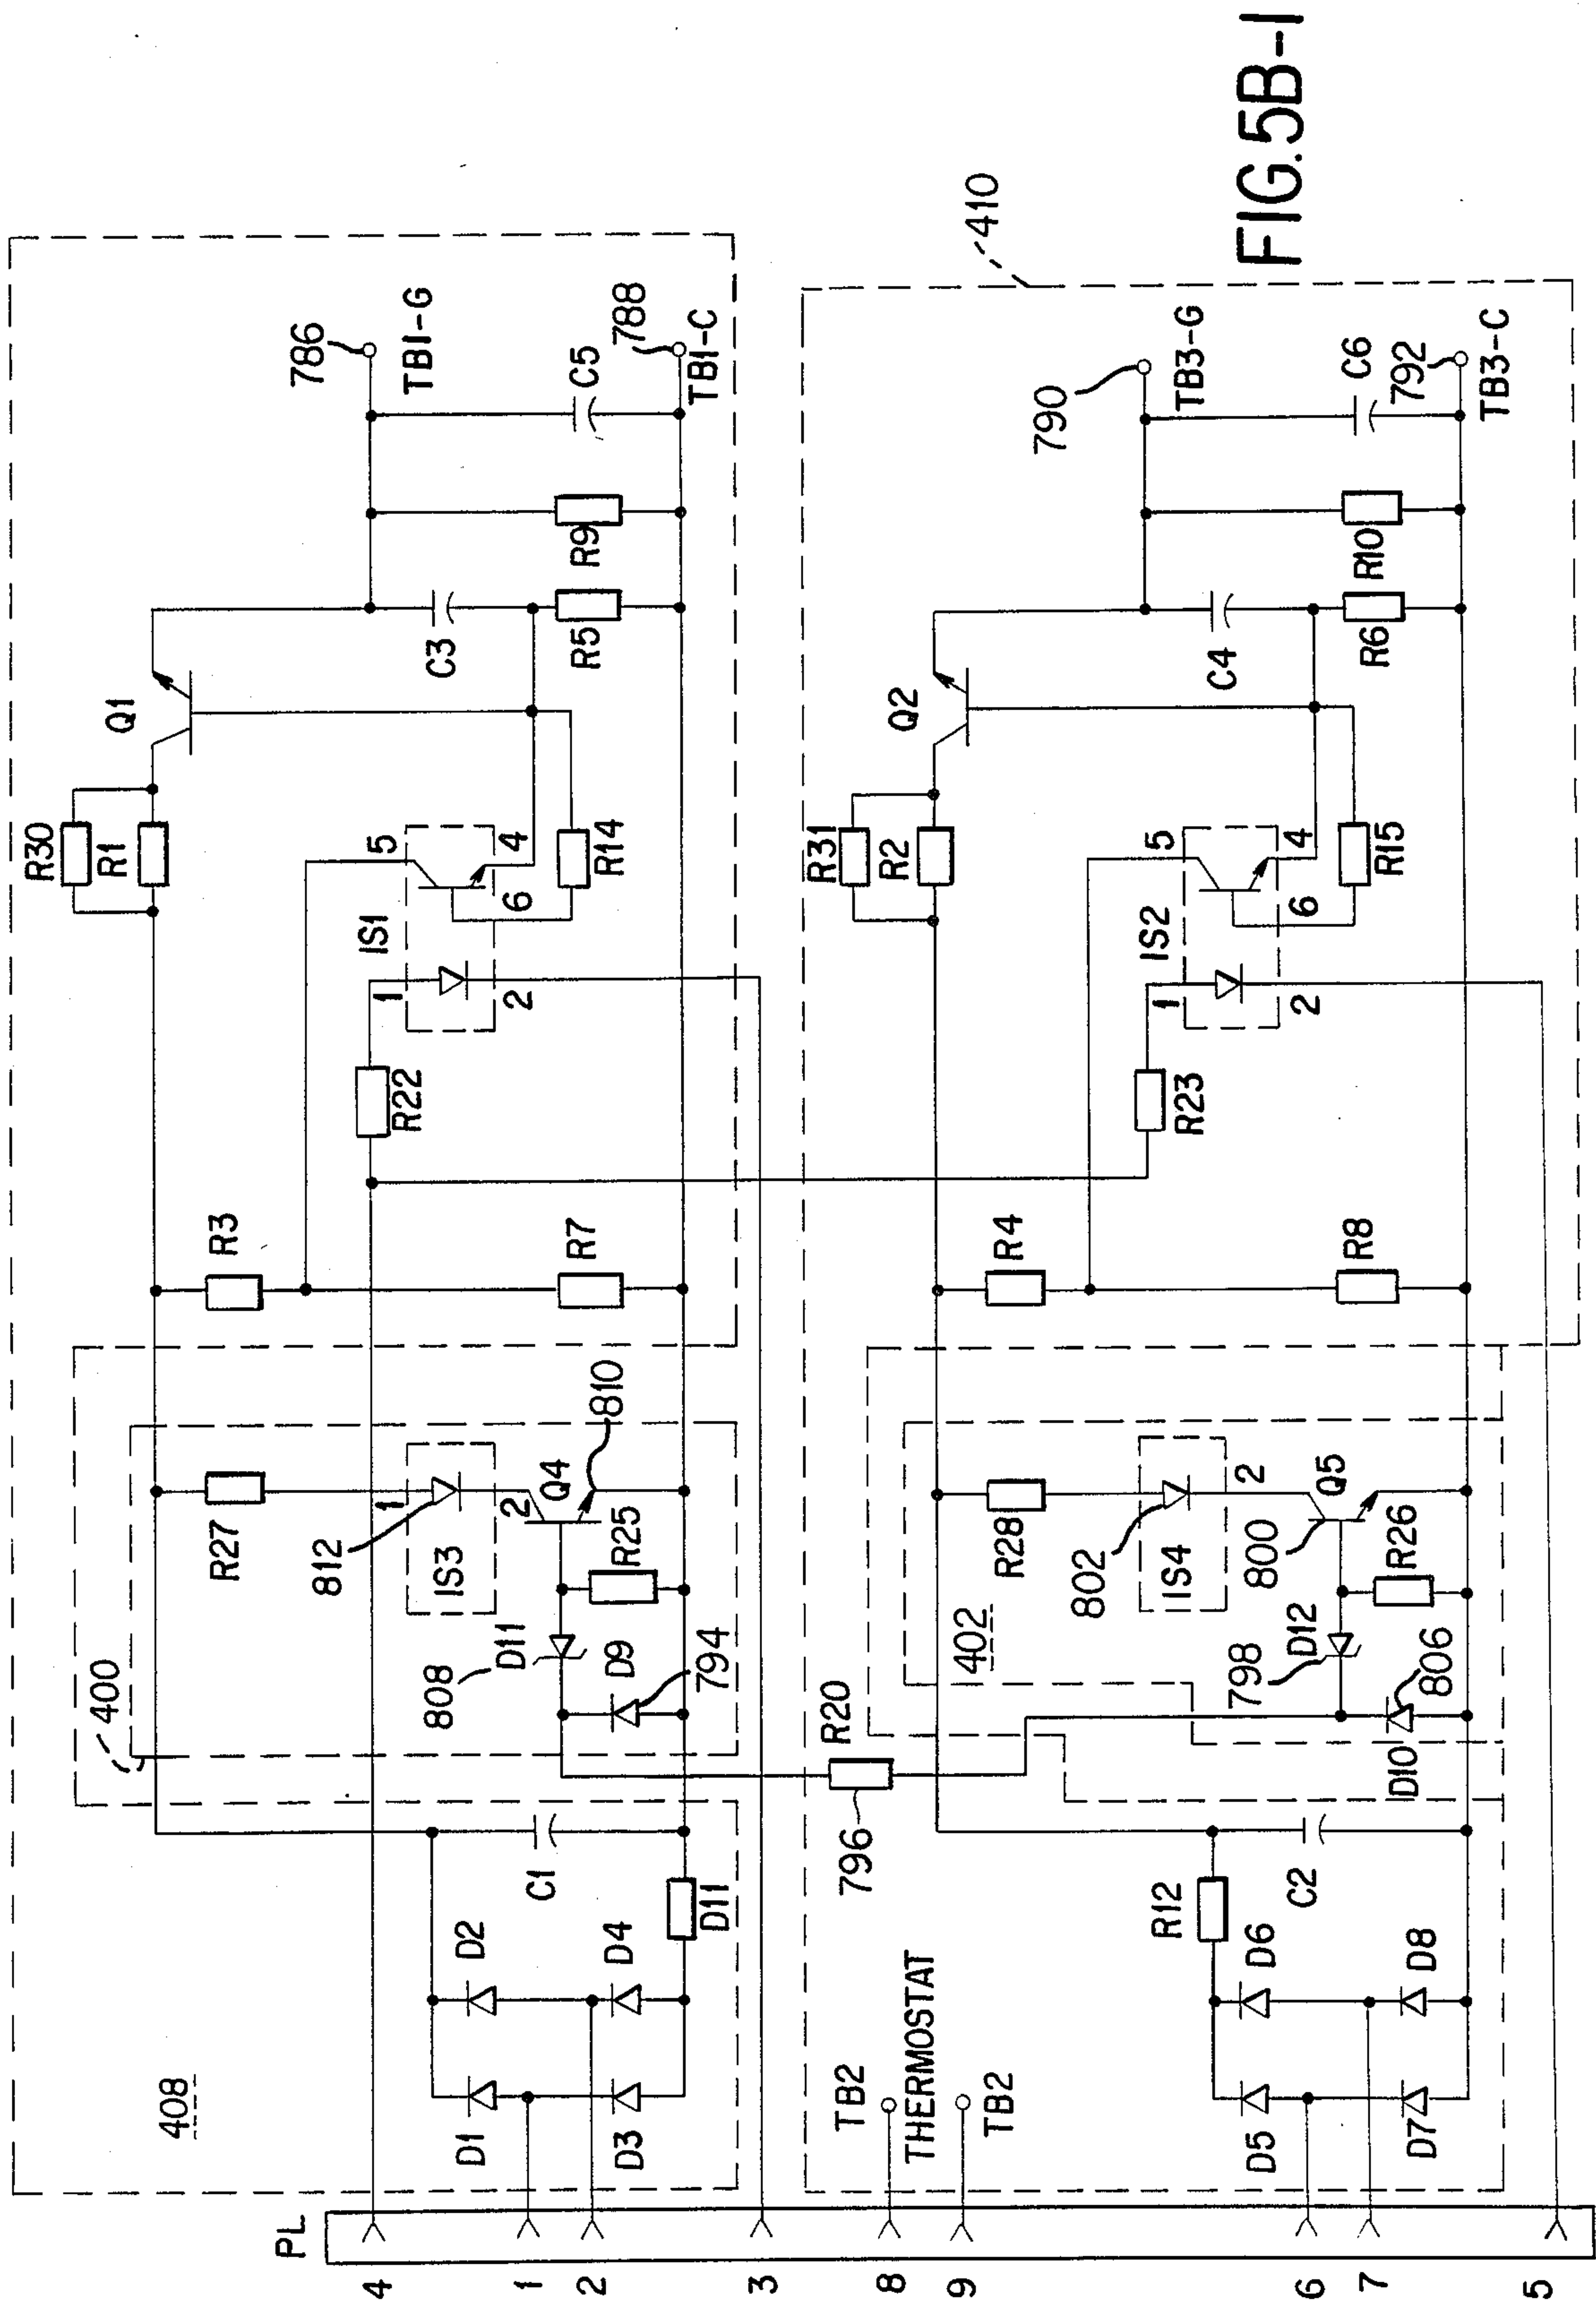 FIG.5B-1
408
400
R30
R1
Q1
786
TB1-G
R3
R27
812
1
IS3
2
Q4
810
R25
808
D11
D9
794
R22
1
IS1
2
5
4
6
R14
C3
R5
R9
C5
788
TB1-C
R7
D1
D2
D3
D4
C1
D11
PL
4
1
2
3
8
9
6
7
5
TB2
THERMOSTAT
TB2
796
R20
410
R31
R2
Q2
790
TB3-G
R4
R28
802
IS4
2
Q5
800
R26
402
798
D12
D10
806
R23
1
IS2
2
5
4
6
R15
C4
R6
R10
C6
792
TB3-C
R8
R12
D5
D6
D7
D8
C2